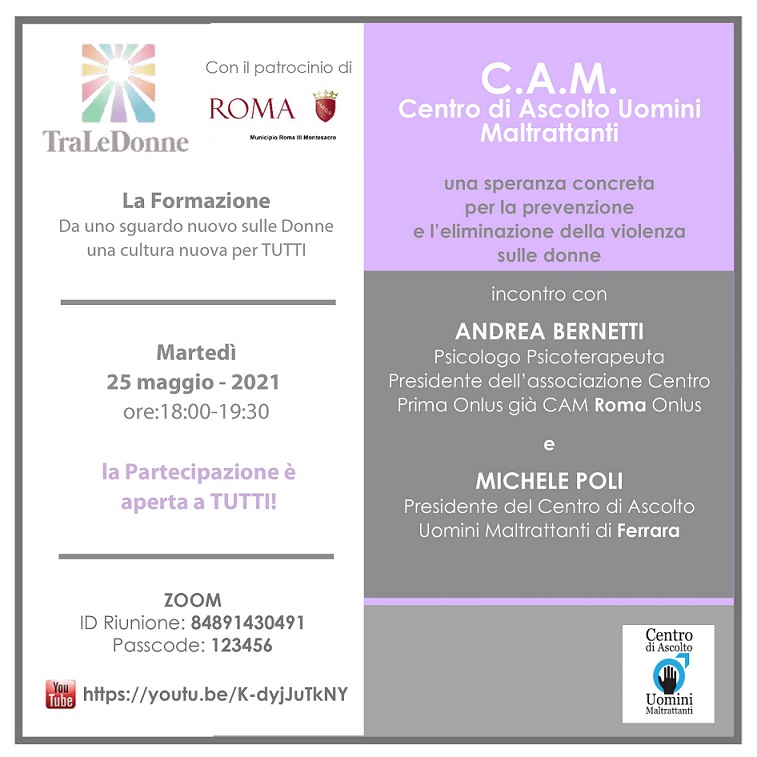 TraLeDonne
Con il patrocinio di
ROMA
Municipio Roma III Montesacro
La Formazione
Da uno sguardo nuovo sulle Donne
una cultura nuova per TUTTI
Martedì
25 maggio - 2021
ore:18:00-19:30
la Partecipazione è
aperta a TUTTI!
ZOOM
ID Riunione: 84891430491
Passcode: 123456
You
Tube
https://youtu.be/K-dyjJuTkNY
C.A.M.
Centro di Ascolto Uomini
Maltrattanti
una speranza concreta
per la prevenzione
e l'eliminazione della violenza
sulle donne
incontro con
ANDREA BERNETTI
Psicologo Psicoterapeuta
Presidente dell'associazione Centro
Prima Onlus già CAM Roma Onlus
e
MICHELE POLI
Presidente del Centro di Ascolto
Uomini Maltrattanti di Ferrara
Centro
di Ascolto
Uomini
Maltrattanti